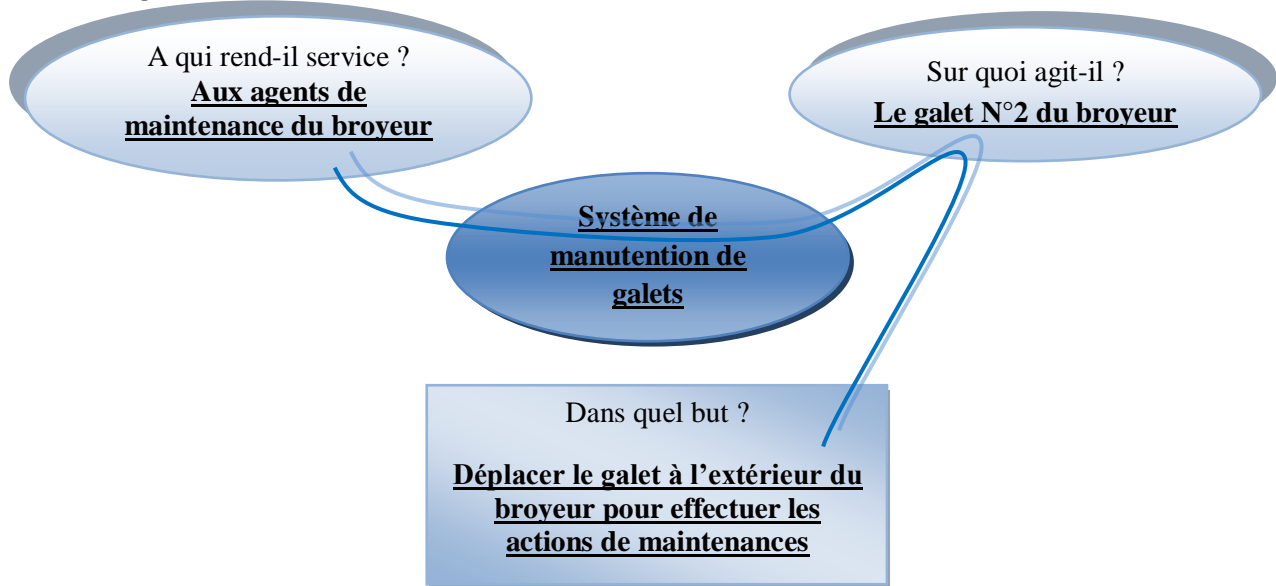 A qui rend-il service ?
Aux agents de
maintenance du broyeur
Sur quoi agit-il ?
Le galet N°2 du broyeur
Système de
manutention de
galets
Dans quel but ?
Déplacer le galet à l’extérieur du
broyeur pour effectuer les
actions de maintenances